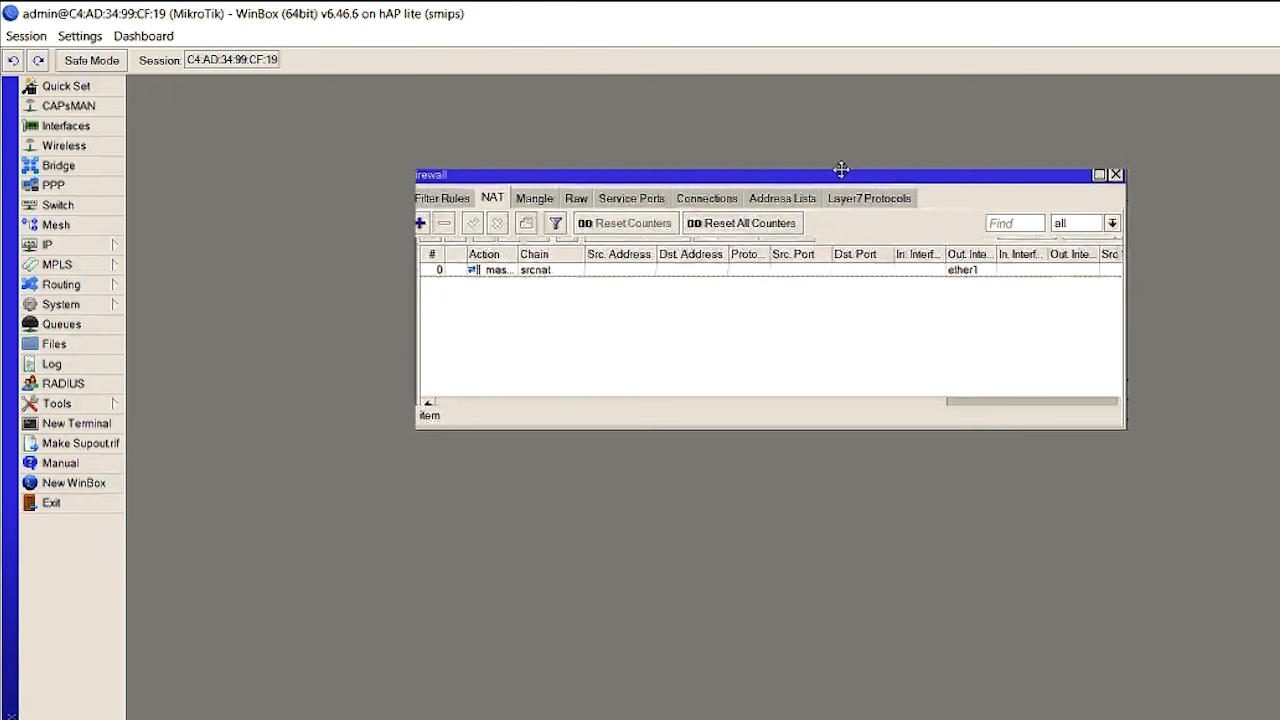 admin@C4:AD:34:99:CF:19 (MikroTik) - WinBox (64bit) v6.46.6 on hAP lite (smips)
Session Settings Dashboard
Safe Mode Session: C4:AD:34:99:CF:19
Quick Set
CAPsMAN
Interfaces
Wireless
Bridge
PPP
Switch
Mesh
IP
MPLS
Routing
System
Queues
Files
Log
RADIUS
Tools
New Terminal
Make Supout.rif
Manual
New WinBox
Exit
irewall
Filter Rules NAT Mangle Raw Service Ports Connections Address Lists Layer7 Protocols
Reset Counters Reset All Counters Find all
# Action Chain Src. Address Dst. Address Proto... Src. Port Dst. Port In. Interf... Out. Inte... In. Interf... Out. Inte... Src
0 mas... srcnat ether1
item